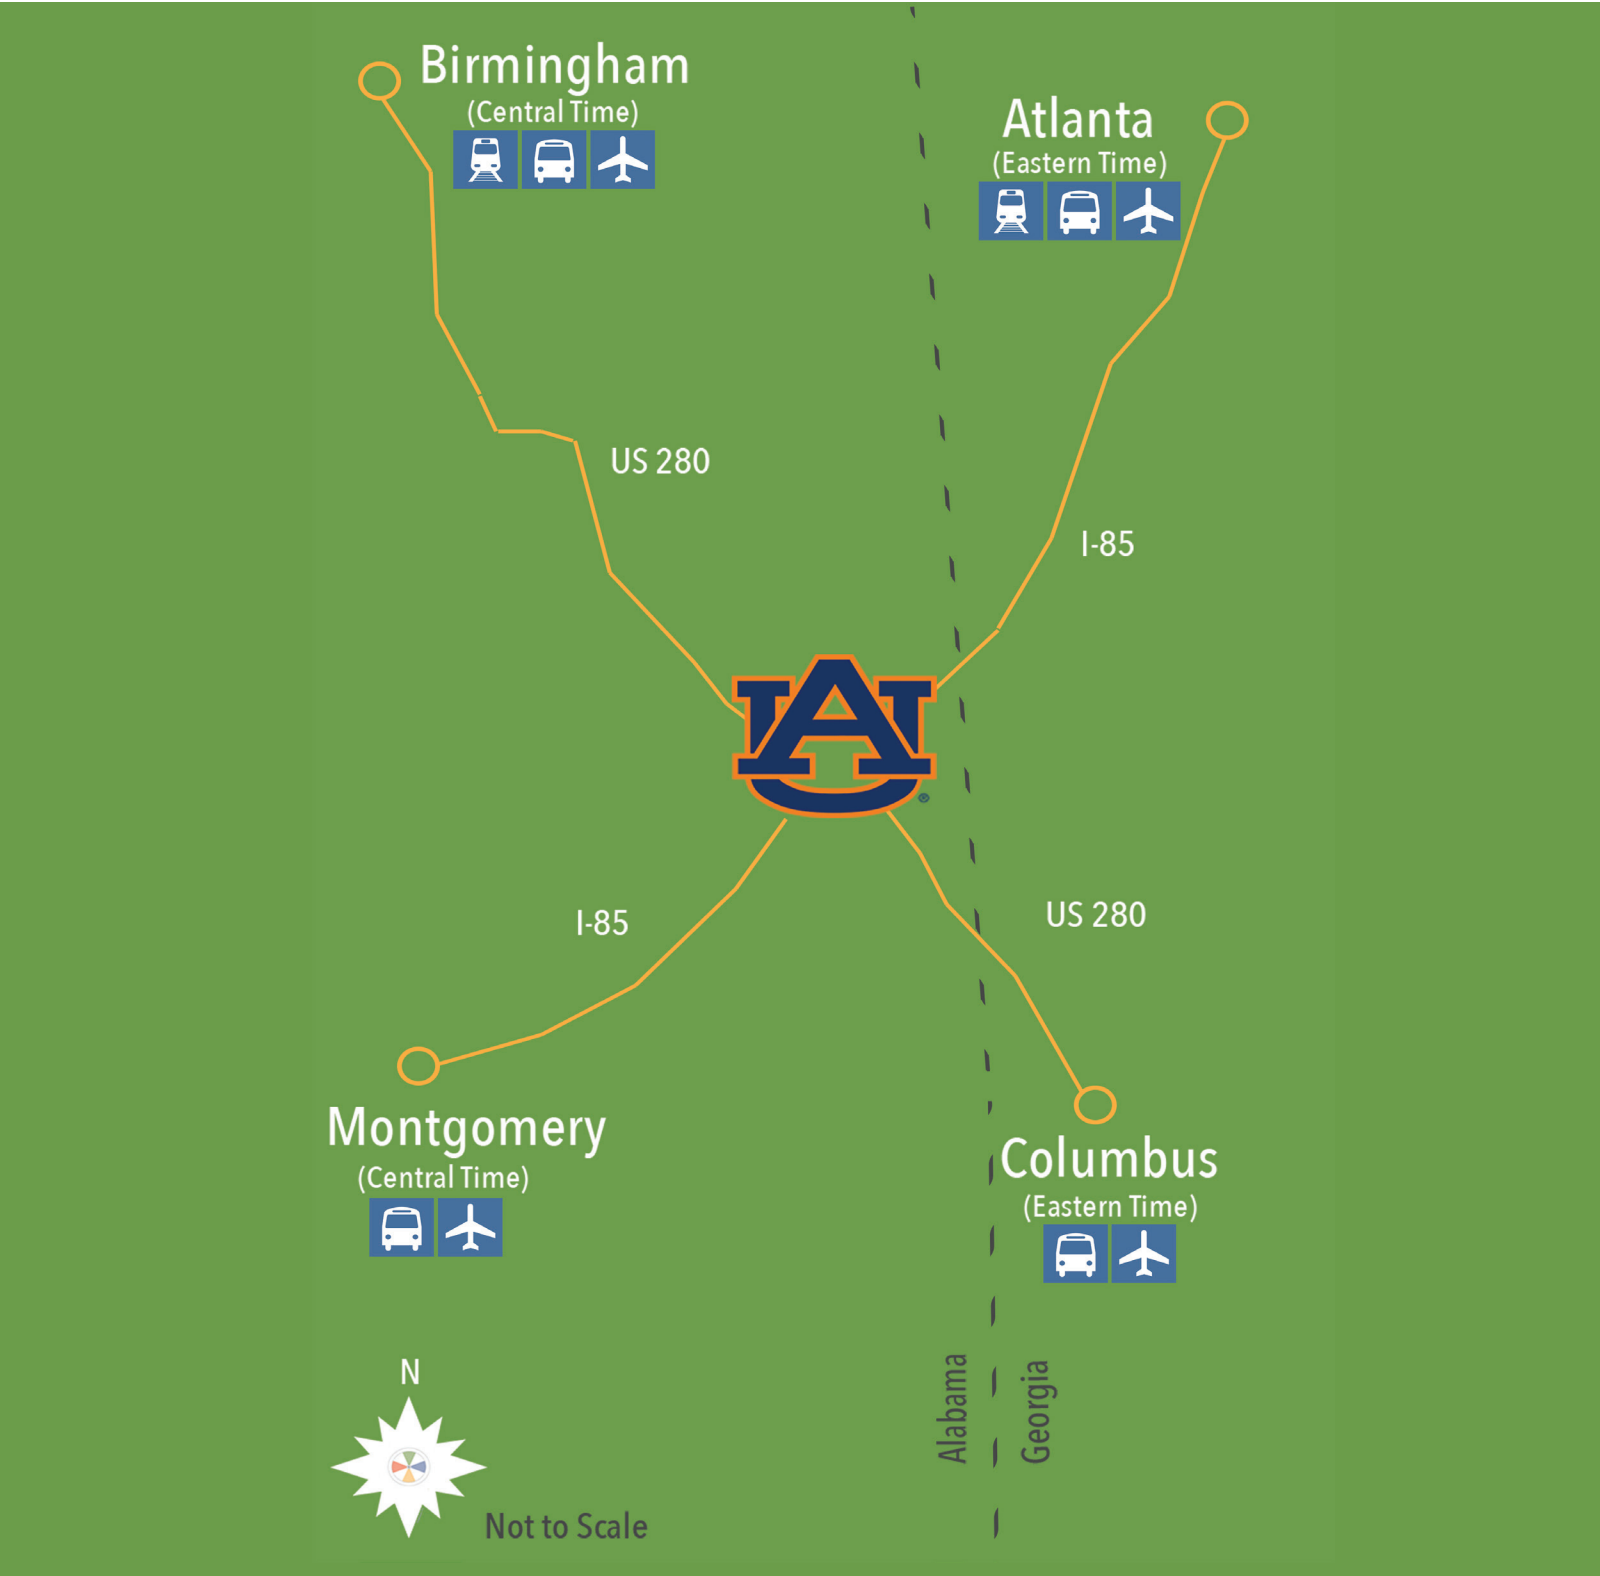 Birmingham
(Central Time)
Atlanta
(Eastern Time)
US 280
I-85
AU
®
I-85
US 280
Montgomery
(Central Time)
Columbus
(Eastern Time)
N
Alabama
Georgia
Not to Scale